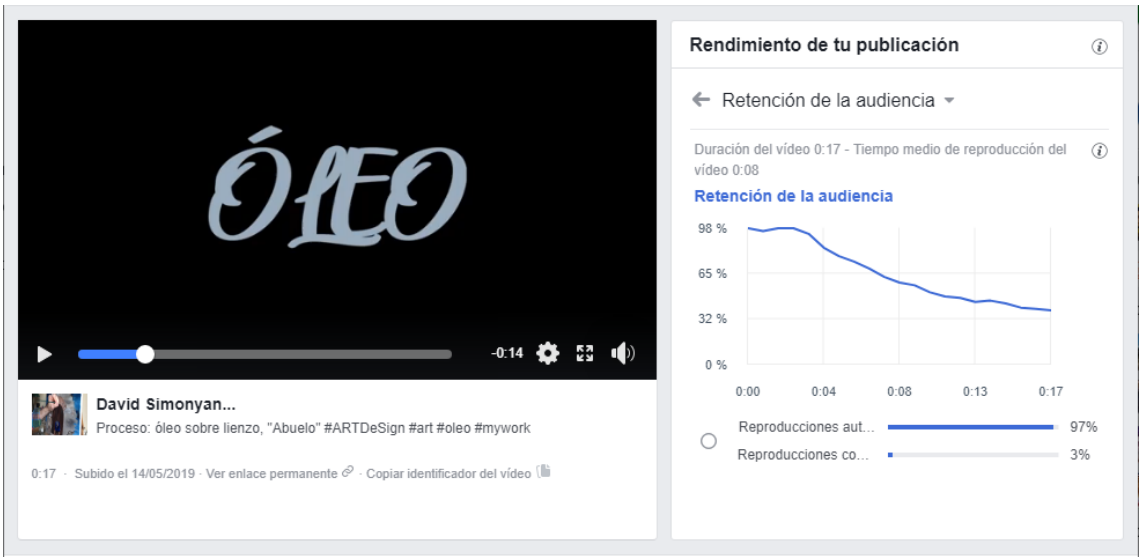 ÓLEO
-0:14
David Simonyan...
Proceso: óleo sobre lienzo, "Abuelo" #ARTDeSign #art #oleo #mywork
0:17 · Subido el 14/05/2019 · Ver enlace permanente · Copiar identificador del vídeo
Rendimiento de tu publicación
Retención de la audiencia
Duración del vídeo 0:17 - Tiempo medio de reproducción del
vídeo 0:08
Retención de la audiencia
98 %
65 %
32 %
0 %
0:00 0:04 0:08 0:13 0:17
Reproducciones aut... 97%
Reproducciones co... 3%